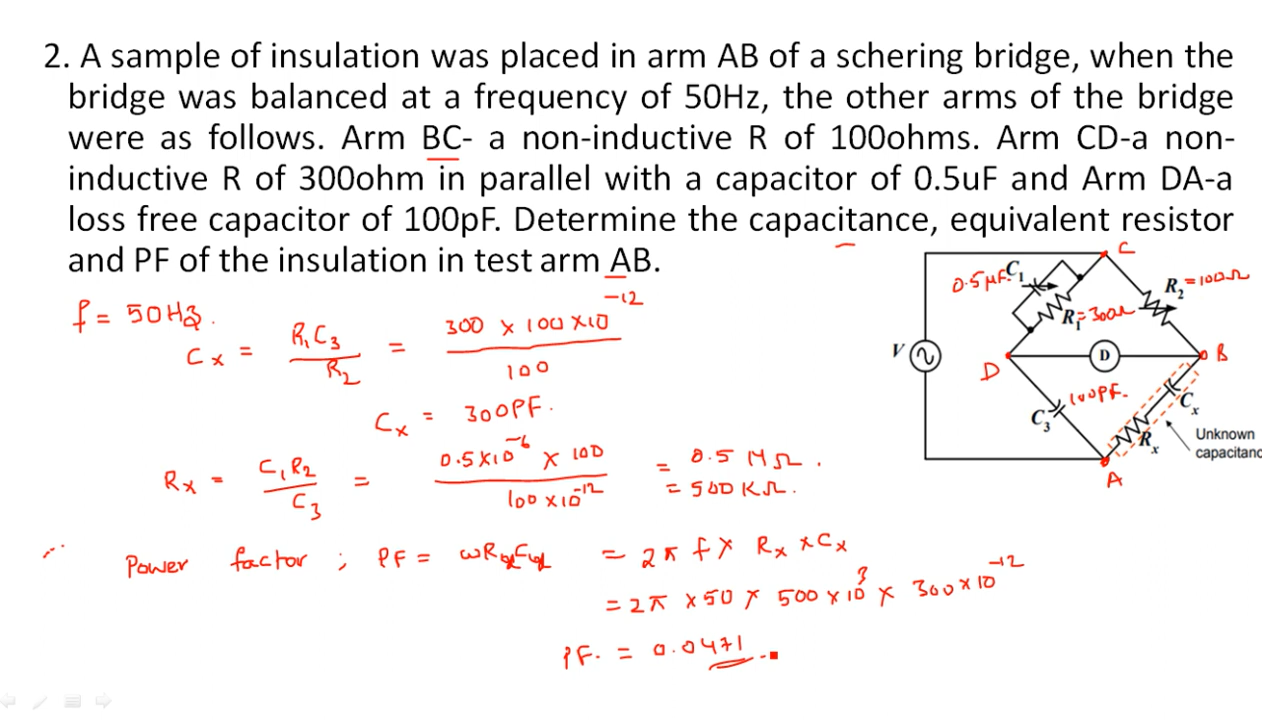 2. A sample of insulation was placed in arm AB of a schering bridge, when the
bridge was balanced at a frequency of 50Hz, the other arms of the bridge
were as follows. Arm BC- a non-inductive R of 100ohms. Arm CD-a non-
inductive R of 300ohm in parallel with a capacitor of 0.5uF and Arm DA-a
loss free capacitor of 100pF. Determine the capacitance, equivalent resistor
and PF of the insulation in test arm AB.
f = 50Hz.
Cx = R1C3 / R2 = 300 x 100 x10^-12 / 100
Cx = 300PF.
Rx = C1R2 / C3 = 0.5x10^-6 x 100 / 100 x10^-12 = 0.5 MΩ.
= 500KΩ.
Power factor ; PF = ωRxCx = 2π f x Rx x Cx
= 2π x50 x 500 x10^3 x 300x10^-12
PF. = 0.0471
C
0.5μF
C1
R2 =100Ω
R1 =300Ω
V
D
D
B
C3
100PF.
Cx
Rx
Unknown
capacitanc
A